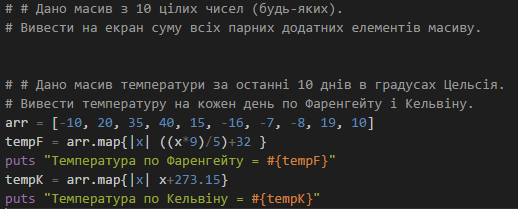 # # Дано масив з 10 цілих чисел (будь-яких).
# Вивести на екран суму всіх парних додатних елементів масиву.
# # Дано масив температури за останні 10 днів в градусах Цельсія.
# Вивести температуру на кожен день по Фаренгейту і Кельвіну.
arr = [-10, 20, 35, 40, 15, -16, -7, -8, 19, 10]
tempF = arr.map{|x| ((x*9)/5)+32 }
puts "Температура по Фаренгейту = #{tempF}"
tempK = arr.map{|x| x+273.15}
puts "Температура по Кельвіну = #{tempK}"